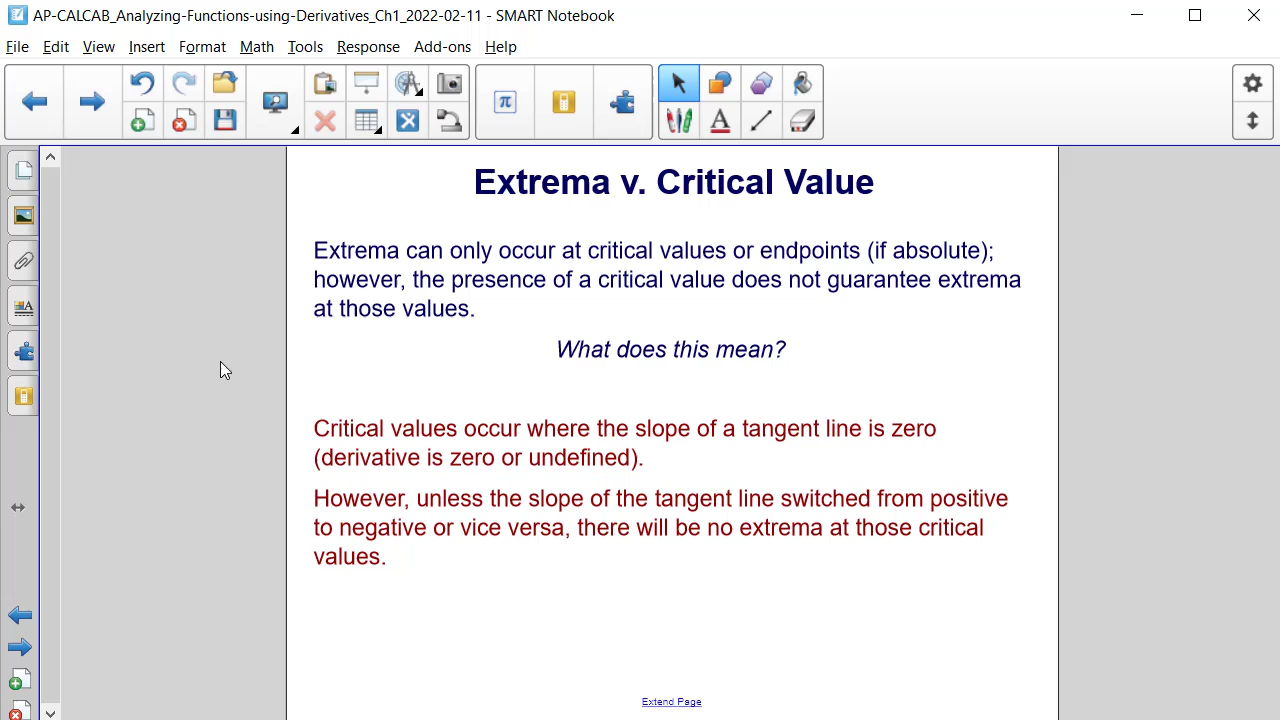 AP-CALCAB_Analyzing-Functions-using-Derivatives_Ch1_2022-02-11 - SMART Notebook
File Edit View Insert Format Math Tools Response Add-ons Help
Extrema v. Critical Value
Extrema can only occur at critical values or endpoints (if absolute);
however, the presence of a critical value does not guarantee extrema
at those values.
What does this mean?
Critical values occur where the slope of a tangent line is zero
(derivative is zero or undefined).
However, unless the slope of the tangent line switched from positive
to negative or vice versa, there will be no extrema at those critical
values.
Extend Page